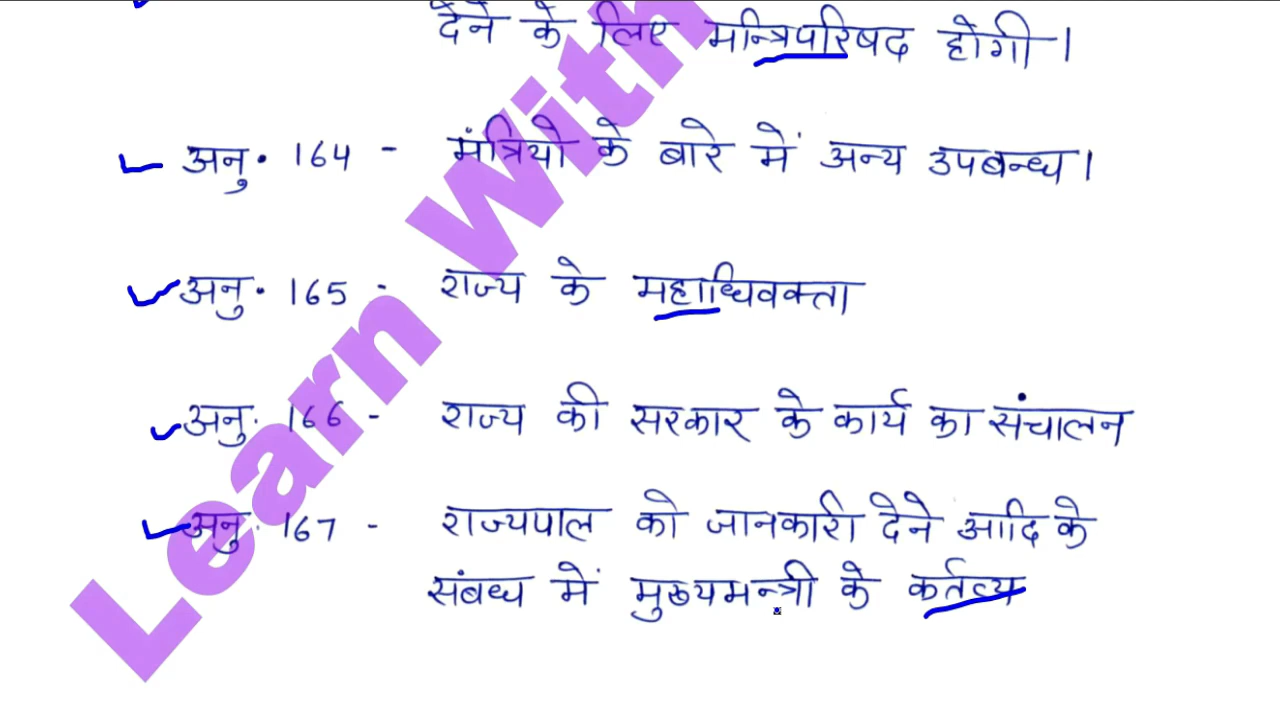 देने के लिए मन्त्रिपरिषद होगी।
अनु. 164 - मंत्रियो के बारे में अन्य उपबन्ध।
अनु. 165 - राज्य के महाधिवक्ता
अनु. 166 - राज्य की सरकार के कार्य का संचालन
अनु. 167 - राज्यपाल को जानकारी देने आदि के
संबध में मुख्यमन्त्री के कर्तव्य
Learn With